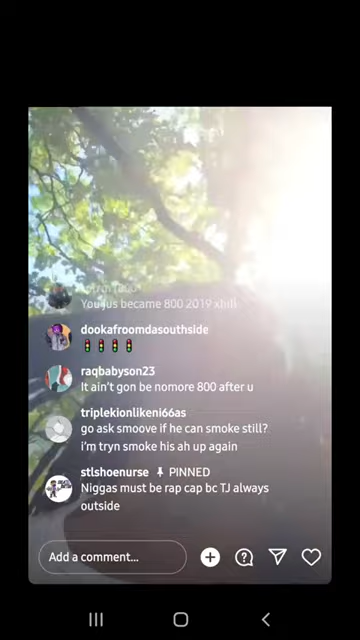 You jus became 800 2019 xhill
dookafroomdasouthside
🚦🚦🚦🚦
raqbabyson23
It ain't gon be nomore 800 after u
triplekionlikeni66as
go ask smoove if he can smoke still?
i'm tryn smoke his ah up again
stlshoenurse PINNED
Niggas must be rap cap bc TJ always
outside
Add a comment...